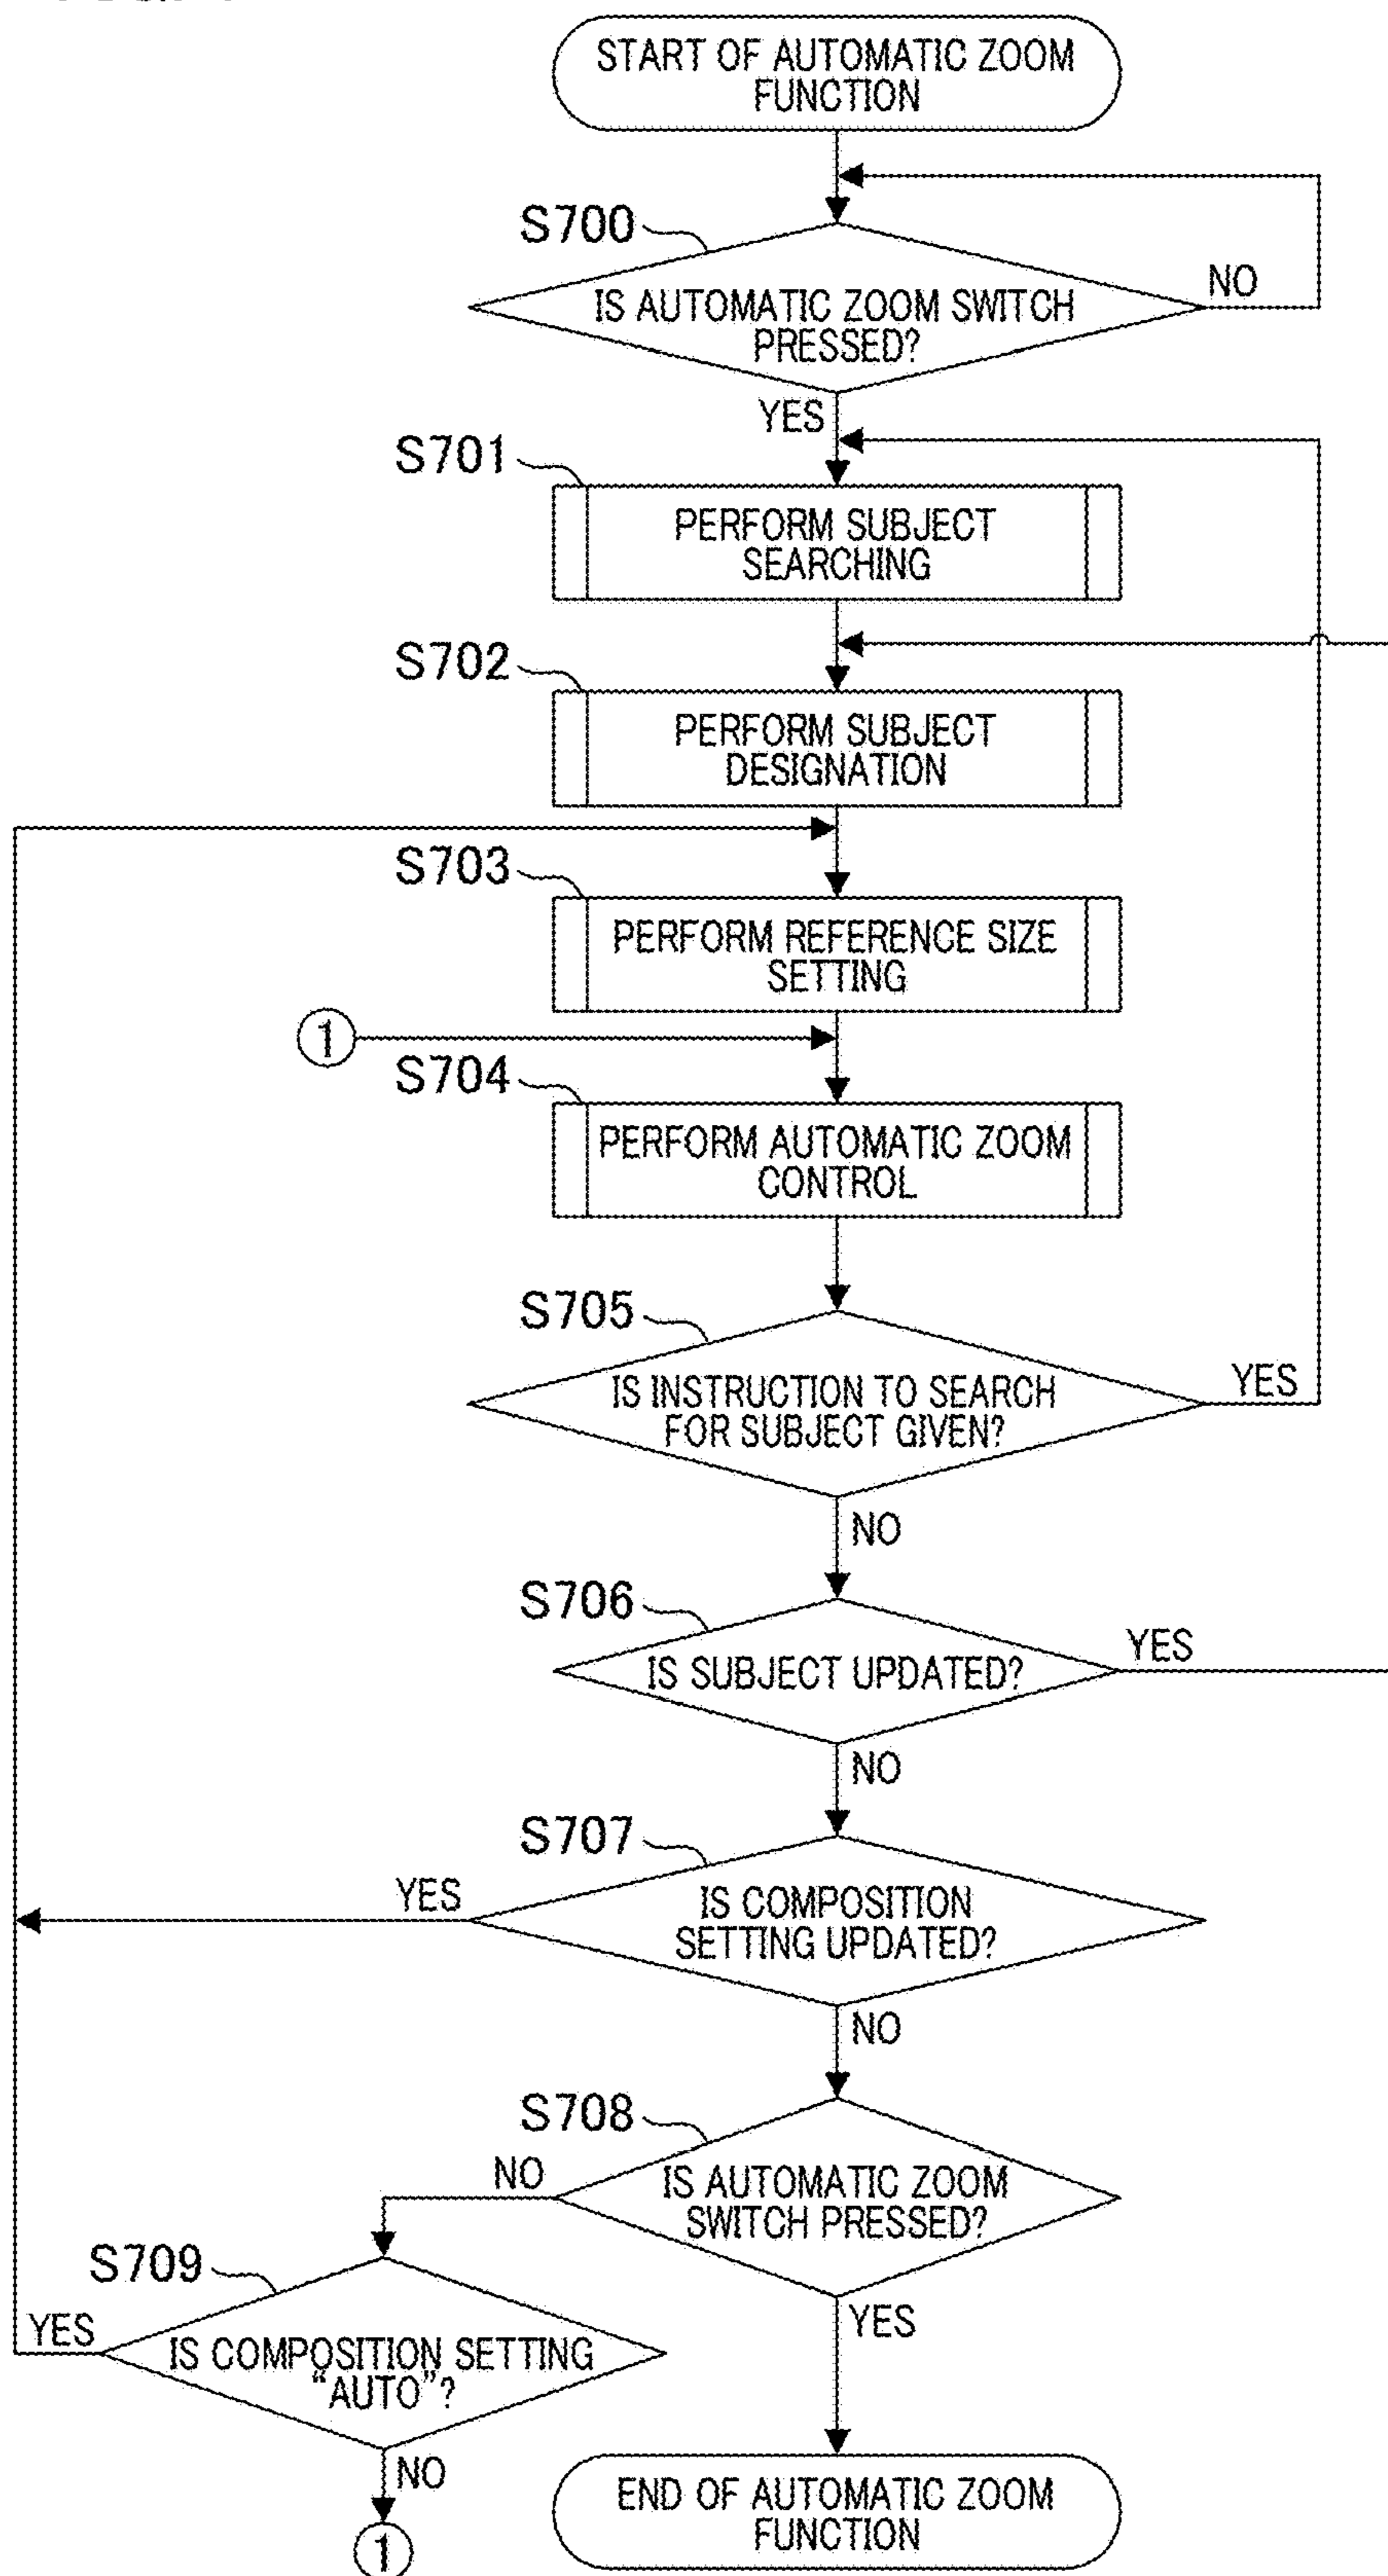 START OF AUTOMATIC ZOOM
FUNCTION
S700
IS AUTOMATIC ZOOM SWITCH
PRESSED?
NO
YES
S701
PERFORM SUBJECT
SEARCHING
S702
PERFORM SUBJECT
DESIGNATION
S703
PERFORM REFERENCE SIZE
SETTING
1
S704
PERFORM AUTOMATIC ZOOM
CONTROL
S705
IS INSTRUCTION TO SEARCH
FOR SUBJECT GIVEN?
YES
NO
S706
IS SUBJECT UPDATED?
YES
NO
S707
YES
IS COMPOSITION
SETTING UPDATED?
NO
S708
NO
IS AUTOMATIC ZOOM
SWITCH PRESSED?
YES
S709
YES
IS COMPOSITION SETTING
“AUTO”?
NO
1
END OF AUTOMATIC ZOOM
FUNCTION